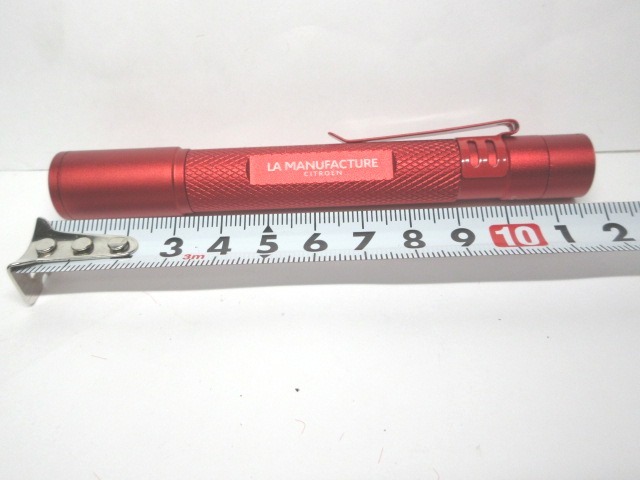 LA MANUFACTURE
CITROEN
3 4 5 6 7 8 9 10 1 2
3m